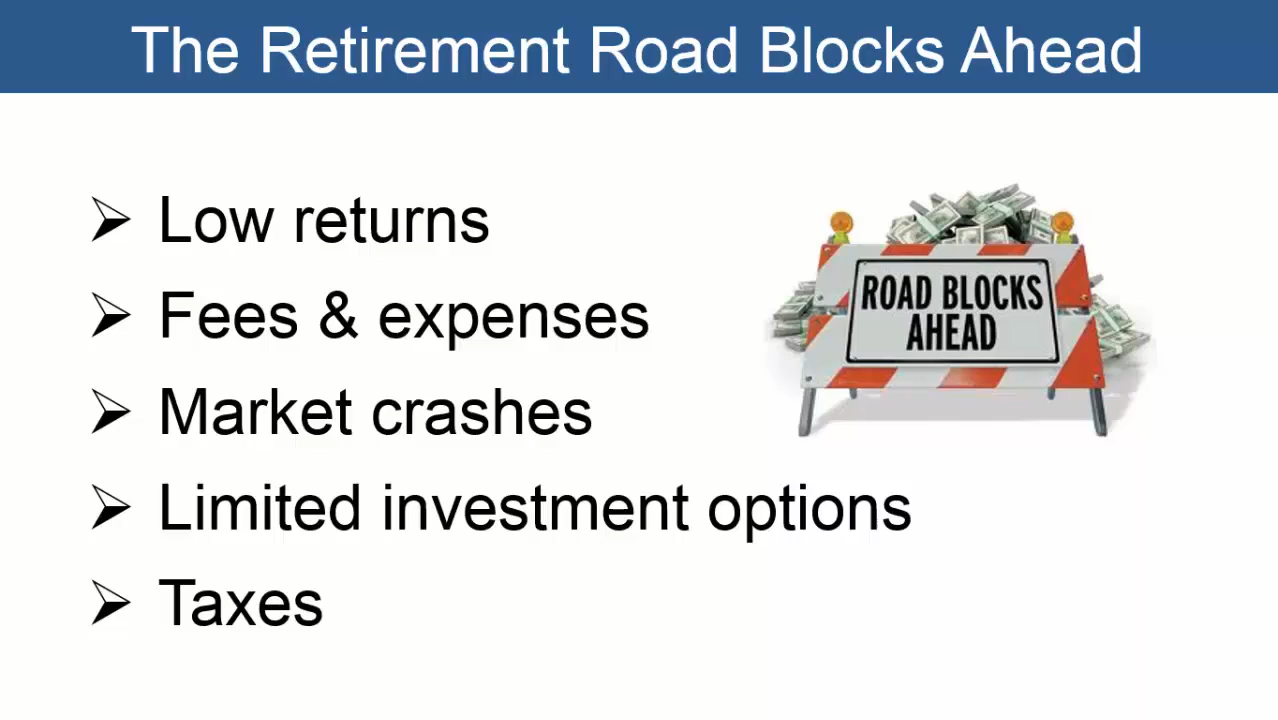 The Retirement Road Blocks Ahead
Low returns
Fees & expenses
Market crashes
Limited investment options
Taxes
ROAD BLOCKS
AHEAD